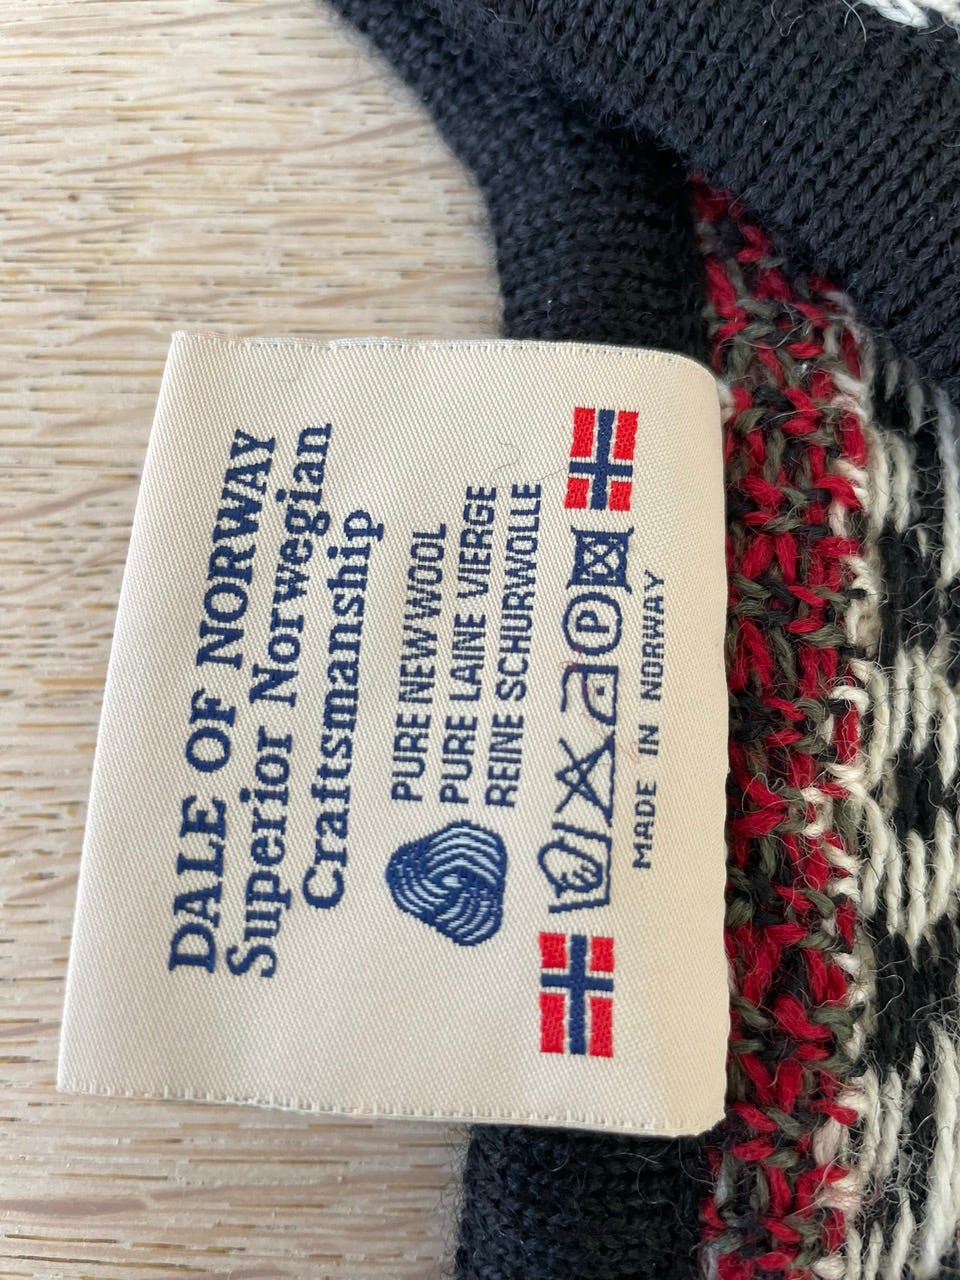 DALE OF NORWAY
Superior Norwegian
Craftsmanship
PURE NEW WOOL
PURE LAINE VIERGE
REINE SCHURWOLLE
P
MADE IN NORWAY